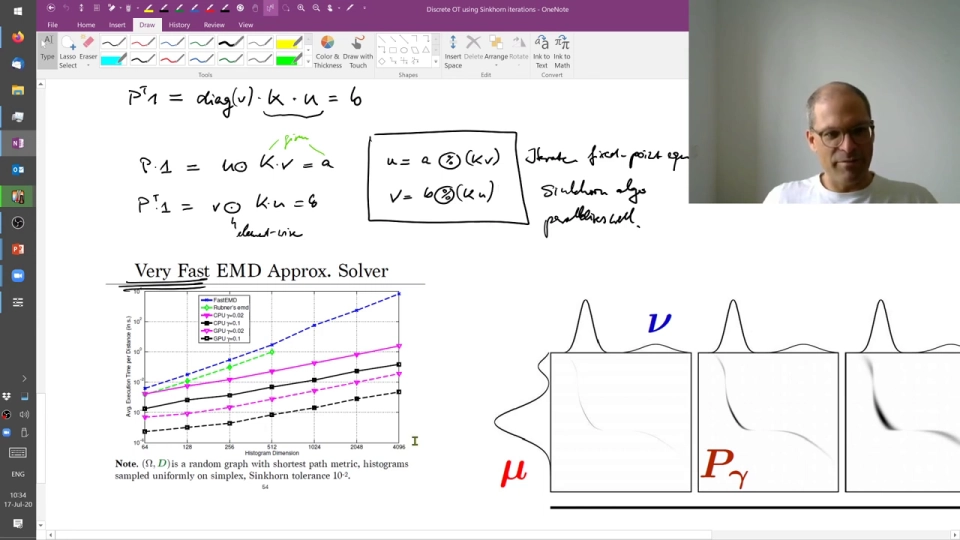 Discrete OT using Sinkhorn iterations - OneNote
File Home Insert Draw History Review View
Type
Lasso Select
Eraser
Color & Thickness
Draw with Touch
Insert Space
Delete
Arrange
Rotate
Ink to Text
Ink to Math
Tools
Shapes
Edit
Convert
PᵀΙ = diag(v) · K · u = b
given
P·1 = u⊙ K·v = a
Pᵀ1 = v⊙ K·u = b
element-wise
u = a ⊘ (Kv)
v = b ⊘ (Ku)
Iterate fixed-point equ
Sinkhorn algo
parallelizes well.
Very Fast EMD Approx. Solver
FastEMD
Rubner's emd
CPU γ=0.02
CPU γ=0.1
GPU γ=0.02
GPU γ=0.1
Avg. Execution Time per Distance (in s.)
64 128 256 512 1024 2048 4096
Histogram Dimension
Note. (Ω, D) is a random graph with shortest path metric, histograms
sampled uniformly on simplex, Sinkhorn tolerance 10⁻².
54
ν
μ
Pγ
ENG
10:34
17-Jul-20